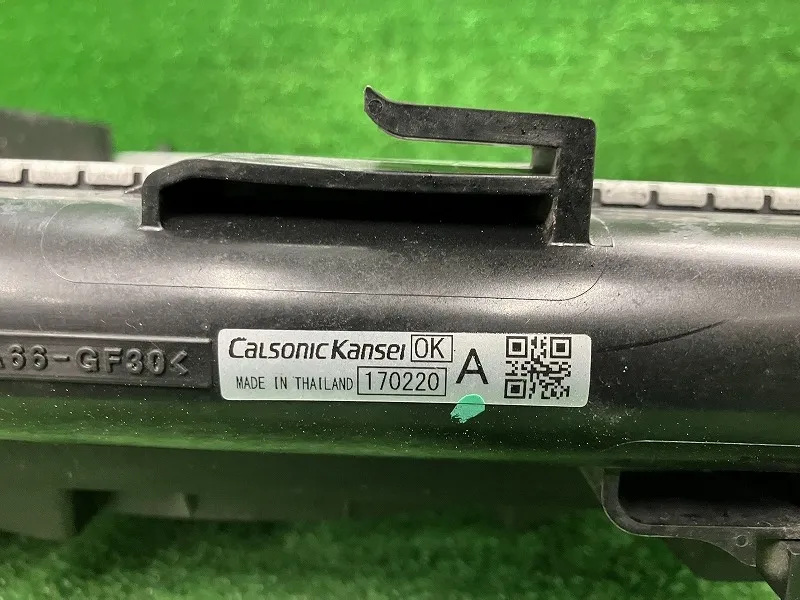 CALSONIC KANSEI OK
A
MADE IN THAILAND 170220
66-GF30<